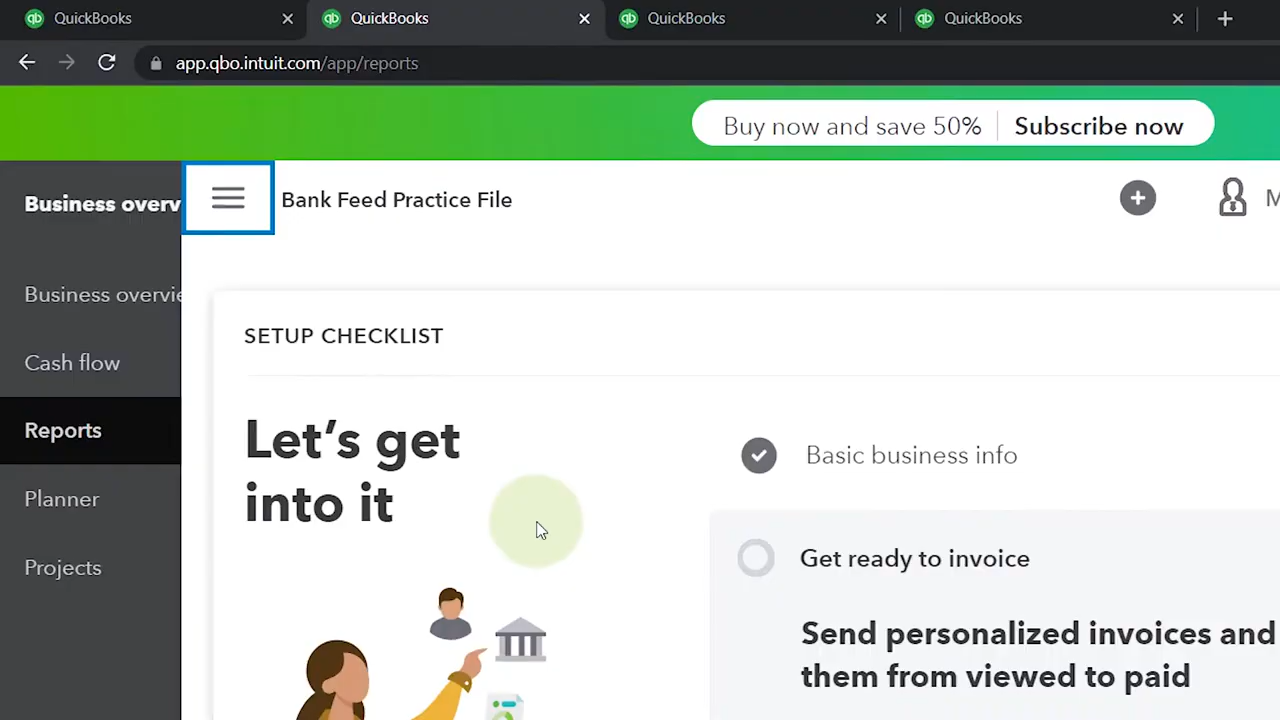 QuickBooks
QuickBooks
QuickBooks
QuickBooks
app.qbo.intuit.com/app/reports
Buy now and save 50%
Subscribe now
Business overv
Bank Feed Practice File
M
Business overvie
SETUP CHECKLIST
Cash flow
Let's get
into it
Reports
Basic business info
Planner
Get ready to invoice
Projects
Send personalized invoices and
them from viewed to paid